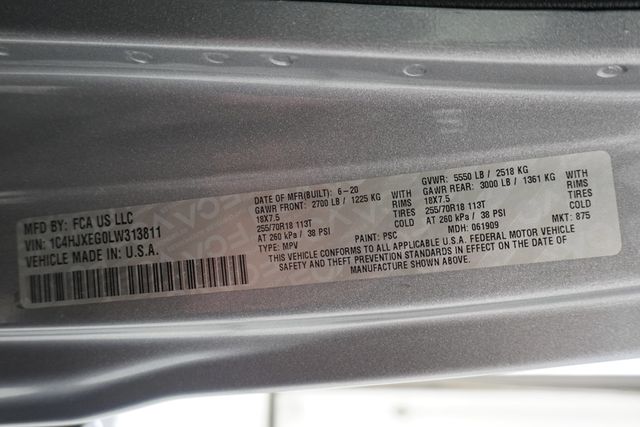 MFD BY: FCA US LLC
VIN: 1C4HJXEG0LW313811
VEHICLE MADE IN: U.S.A.
DATE OF MFR(BUILT): 6-20
GAWR FRONT: 2700 LB / 1225 KG WITH
18X7.5 RIMS
255/70R18 113T TIRES
AT 260 kPa / 38 PSI COLD
TYPE: MPV PAINT: PSC
GVWR: 5550 LB / 2518 KG
GAWR REAR: 3000 LB / 1361 KG WITH
18X7.5 RIMS
255/70R18 113T TIRES
AT 260 kPa / 38 PSI COLD
MDH: 061909 MKT: 875
THIS VEHICLE CONFORMS TO ALL APPLICABLE U.S.A. FEDERAL MOTOR VEHICLE
SAFETY AND THEFT PREVENTION STANDARDS IN EFFECT ON THE DATE OF
MANUFACTURE SHOWN ABOVE.